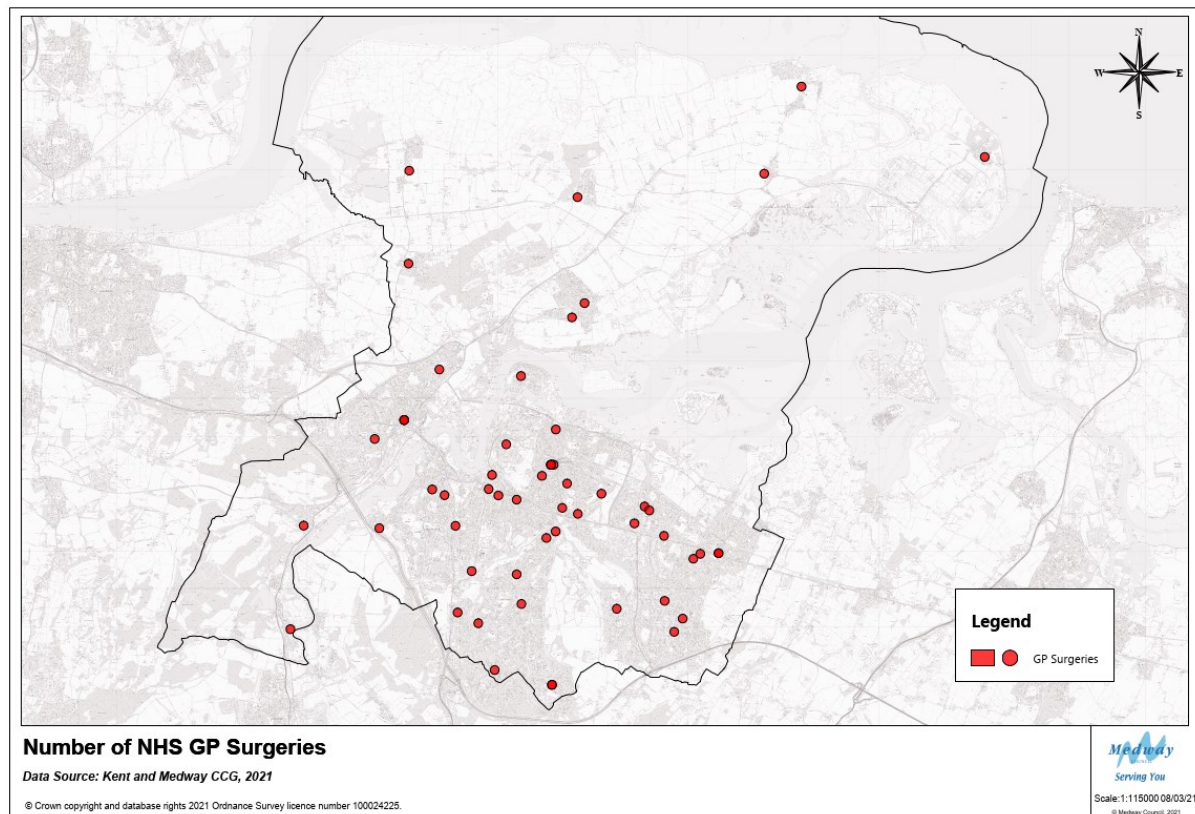 N
W E
S
Legend
GP Surgeries
Number of NHS GP Surgeries
Data Source: Kent and Medway CCG, 2021
© Crown copyright and database rights 2021 Ordnance Survey licence number 100024225.
Medway
COUNCIL
Serving You
Scale:1:115000 08/03/21
© Medway Council, 2021